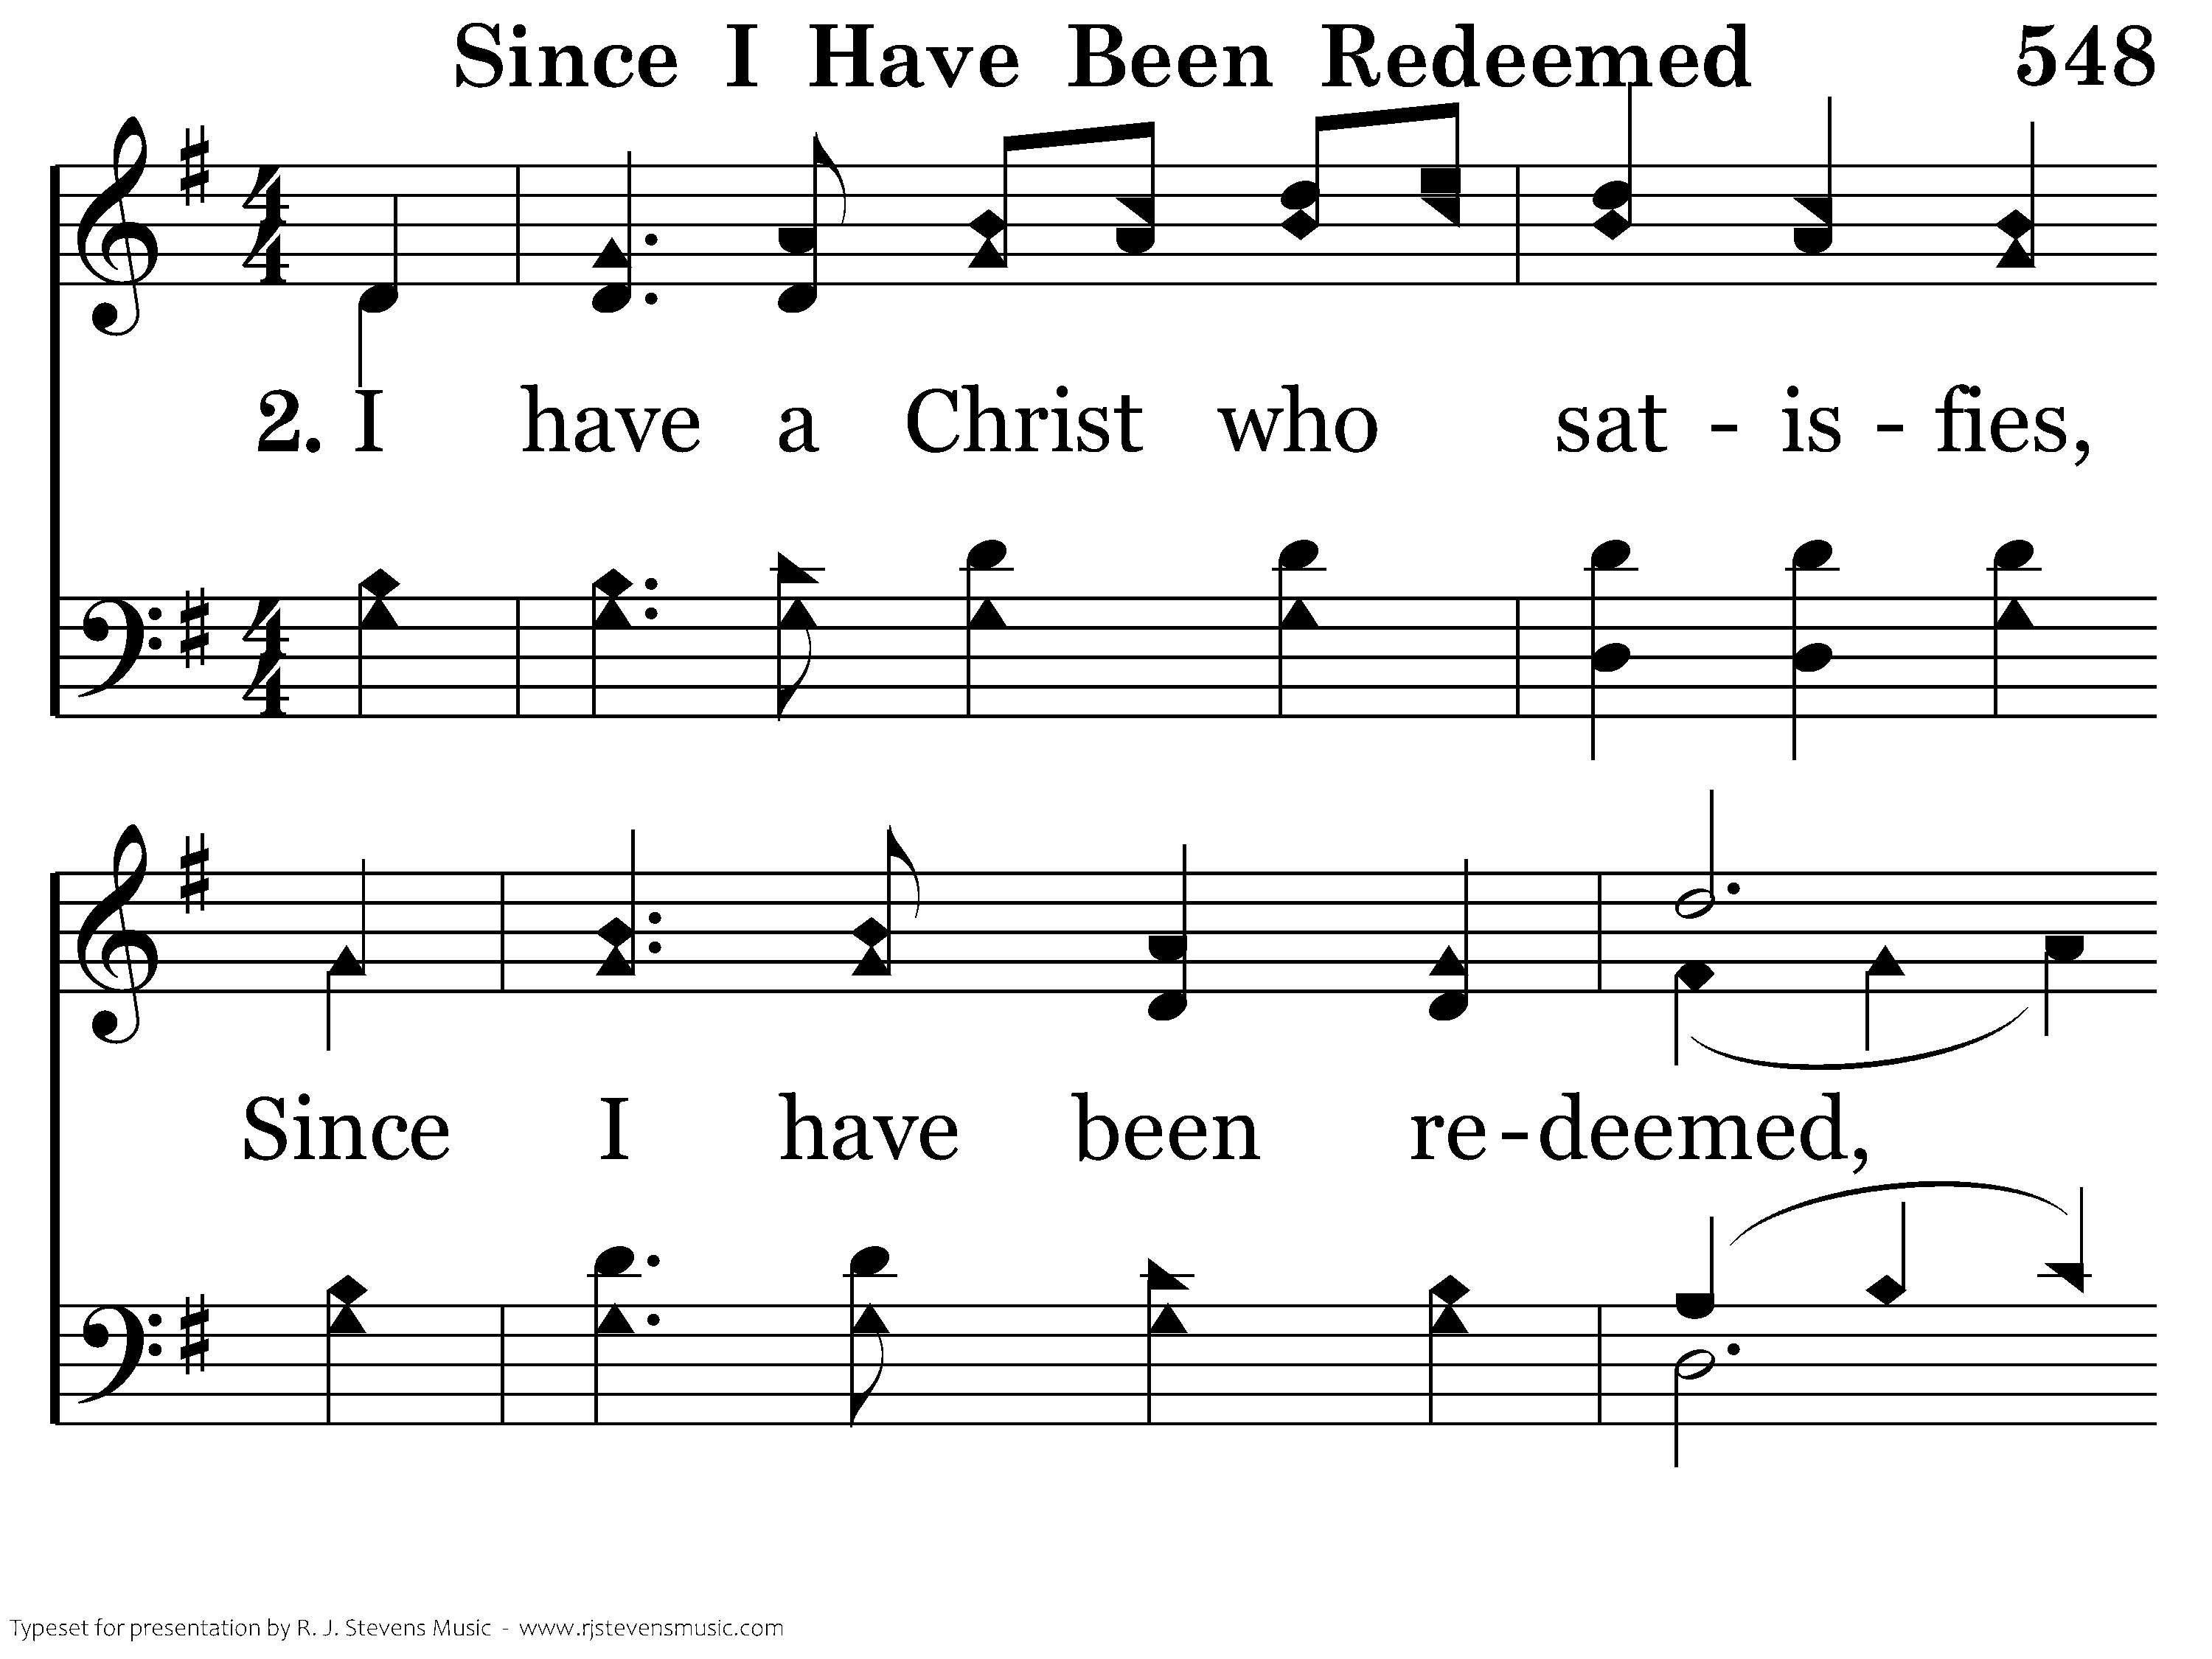 Since I Have Been Redeemed 548
2. I have a Christ who sat - is - fies,
Since I have been re - deemed,
Typeset for presentation by R. J. Stevens Music - www.rjstevensmusic.com